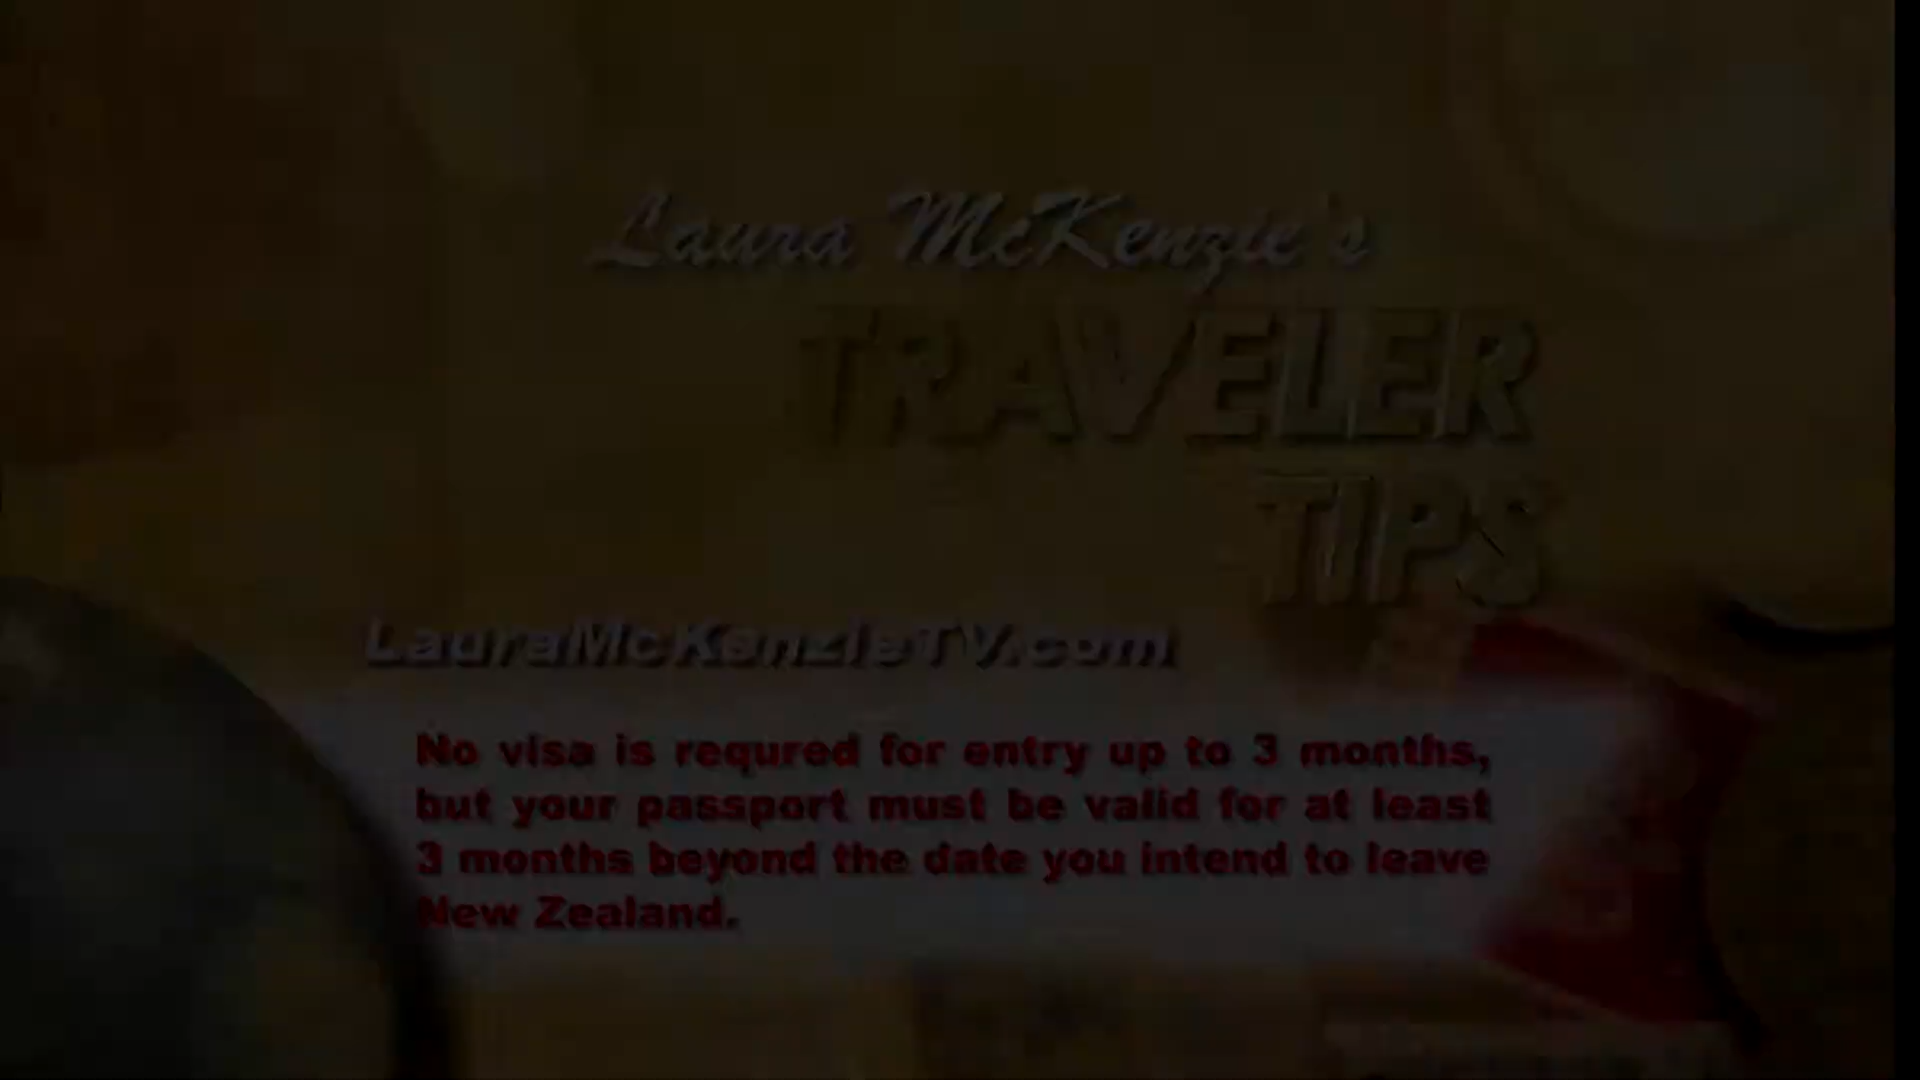 Laura McKenzie's
TRAVELER
TIPS
LauraMcKenzieTV.com
No visa is requred for entry up to 3 months,
but your passport must be valid for at least
3 months beyond the date you intend to leave
New Zealand.